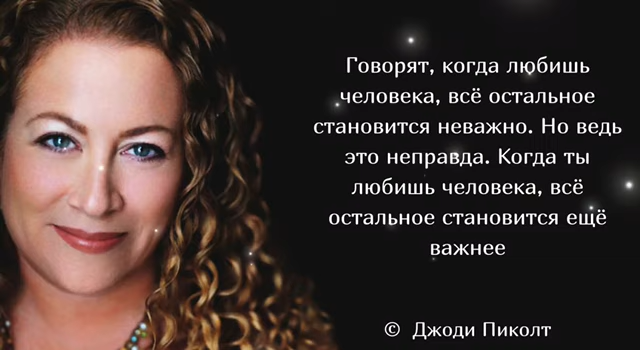 Говорят, когда любишь
человека, всё остальное
становится неважно. Но ведь
это неправда. Когда ты
любишь человека, всё
остальное становится ещё
важнее
© Джоди Пиколт